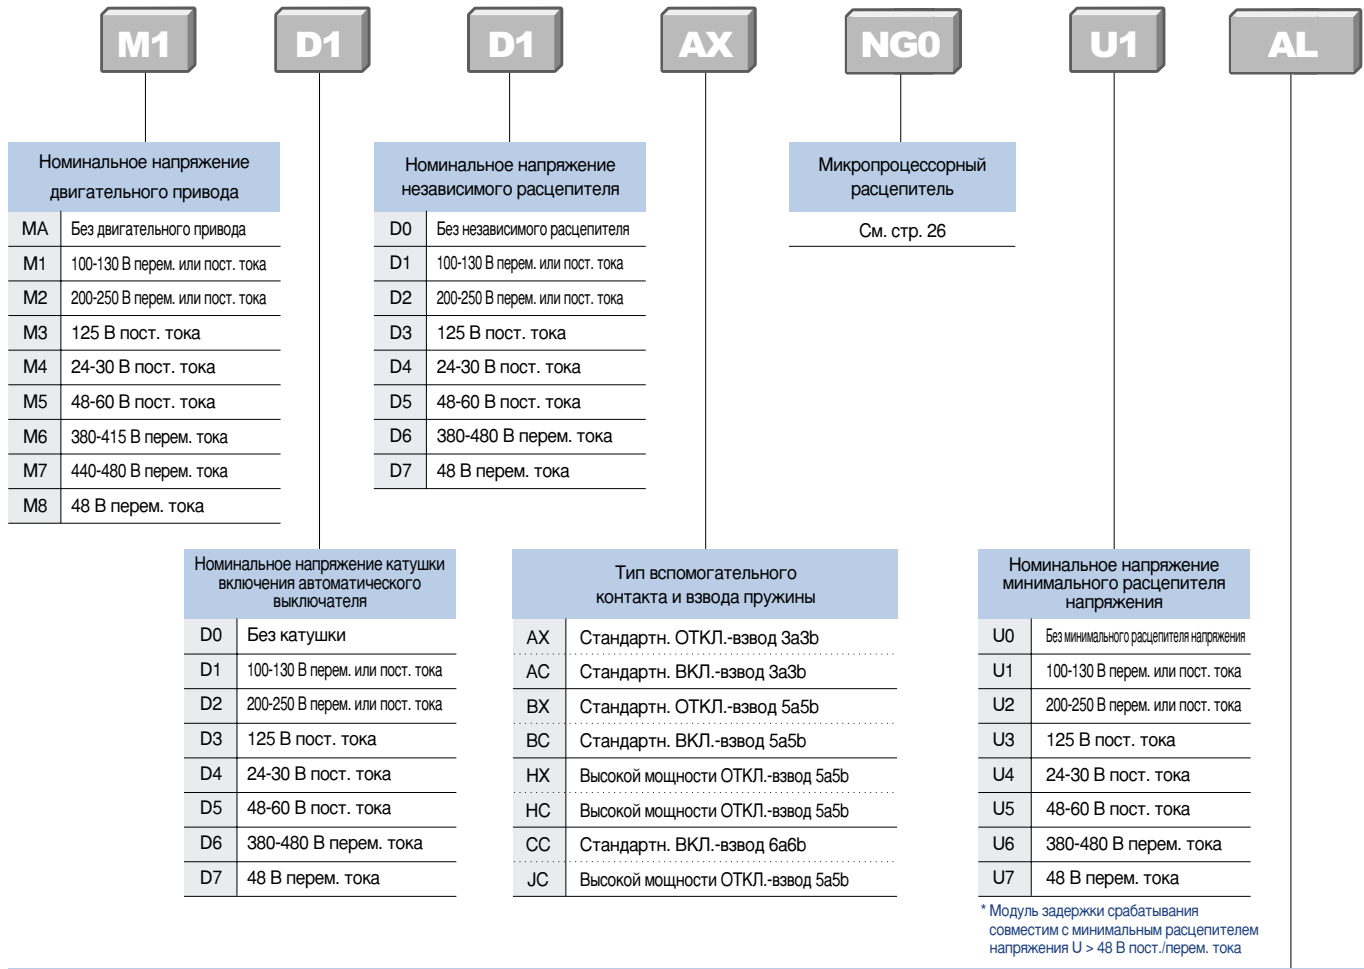 M1 D1 D1 AX NG0 U1 AL
Номинальное напряжение
двигательного привода
MA Без двигательного привода
M1 100-130 В перем. или пост. тока
M2 200-250 В перем. или пост. тока
M3 125 В пост. тока
M4 24-30 В пост. тока
M5 48-60 В пост. тока
M6 380-415 В перем. тока
M7 440-480 В перем. тока
M8 48 В перем. тока
Номинальное напряжение
независимого расцепителя
D0 Без независимого расцепителя
D1 100-130 В перем. или пост. тока
D2 200-250 В перем. или пост. тока
D3 125 В пост. тока
D4 24-30 В пост. тока
D5 48-60 В пост. тока
D6 380-480 В перем. тока
D7 48 В перем. тока
Микропроцессорный
расцепитель
См. стр. 26
Номинальное напряжение катушки
включения автоматического
выключателя
D0 Без катушки
D1 100-130 В перем. или пост. тока
D2 200-250 В перем. или пост. тока
D3 125 В пост. тока
D4 24-30 В пост. тока
D5 48-60 В пост. тока
D6 380-480 В перем. тока
D7 48 В перем. тока
Тип вспомогательного
контакта и взвода пружины
AX Стандартн. ОТКЛ.-взвод 3a3b
AC Стандартн. ВКЛ.-взвод 3a3b
BX Стандартн. ОТКЛ.-взвод 5a5b
BC Стандартн. ВКЛ.-взвод 5a5b
HX Высокой мощности ОТКЛ.-взвод 5a5b
HC Высокой мощности ОТКЛ.-взвод 5a5b
CC Стандартн. ВКЛ.-взвод 6a6b
JC Высокой мощности ОТКЛ.-взвод 5a5b
Номинальное напряжение
минимального расцепителя
напряжения
U0 Без минимального расцепителя напряжения
U1 100-130 В перем. или пост. тока
U2 200-250 В перем. или пост. тока
U3 125 В пост. тока
U4 24-30 В пост. тока
U5 48-60 В пост. тока
U6 380-480 В перем. тока
U7 48 В перем. тока
* Модуль задержки срабатывания
совместим с минимальным расцепителем
напряжения U > 48 В пост./перем. тока